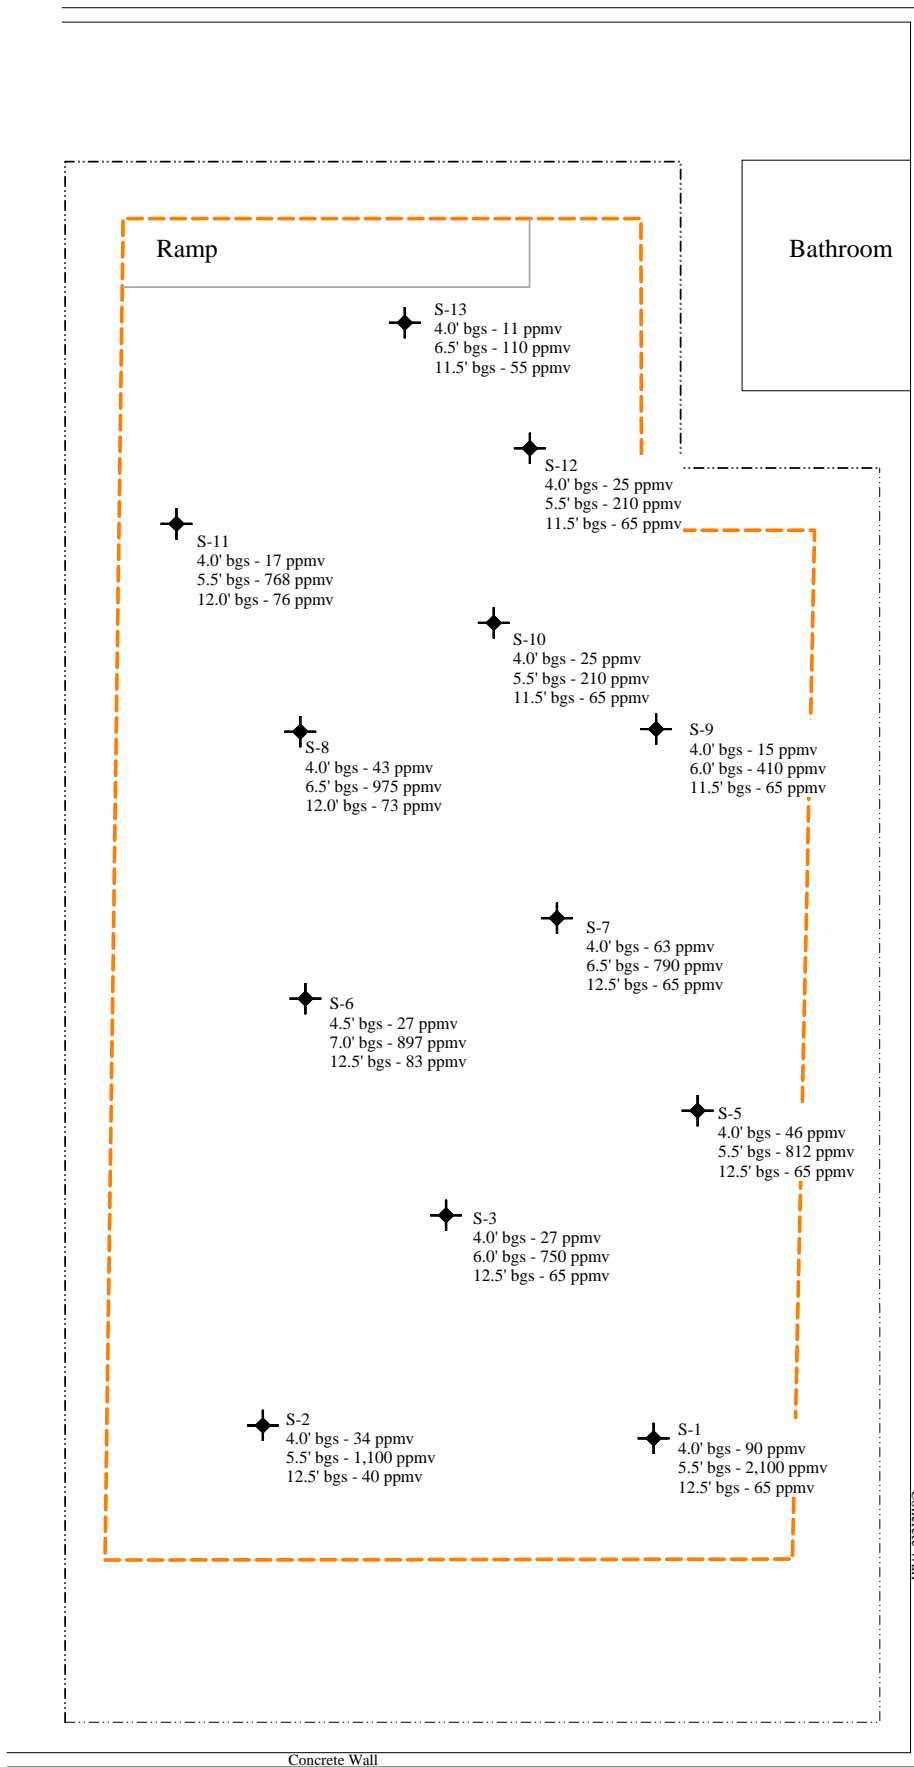 Ramp
Bathroom
S-13
4.0' bgs - 11 ppmv
6.5' bgs - 110 ppmv
11.5' bgs - 55 ppmv
S-12
4.0' bgs - 25 ppmv
5.5' bgs - 210 ppmv
11.5' bgs - 65 ppmv
S-11
4.0' bgs - 17 ppmv
5.5' bgs - 768 ppmv
12.0' bgs - 76 ppmv
S-10
4.0' bgs - 25 ppmv
5.5' bgs - 210 ppmv
11.5' bgs - 65 ppmv
S-9
4.0' bgs - 15 ppmv
6.0' bgs - 410 ppmv
11.5' bgs - 65 ppmv
S-8
4.0' bgs - 43 ppmv
6.5' bgs - 975 ppmv
12.0' bgs - 73 ppmv
S-7
4.0' bgs - 63 ppmv
6.5' bgs - 790 ppmv
12.5' bgs - 65 ppmv
S-6
4.5' bgs - 27 ppmv
7.0' bgs - 897 ppmv
12.5' bgs - 83 ppmv
S-5
4.0' bgs - 46 ppmv
5.5' bgs - 812 ppmv
12.5' bgs - 65 ppmv
S-3
4.0' bgs - 27 ppmv
6.0' bgs - 750 ppmv
12.5' bgs - 65 ppmv
S-2
4.0' bgs - 34 ppmv
5.5' bgs - 1,100 ppmv
12.5' bgs - 40 ppmv
S-1
4.0' bgs - 90 ppmv
5.5' bgs - 2,100 ppmv
12.5' bgs - 65 ppmv
Concrete Wall